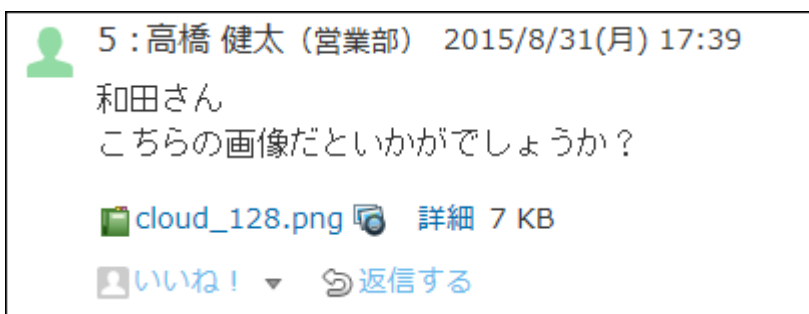 5 : 高橋 健太（営業部） 2015/8/31(月) 17:39
和田さん
こちらの画像だといかがでしょうか？
cloud_128.png 詳細 7 KB
いいね！ ▼ 返信する